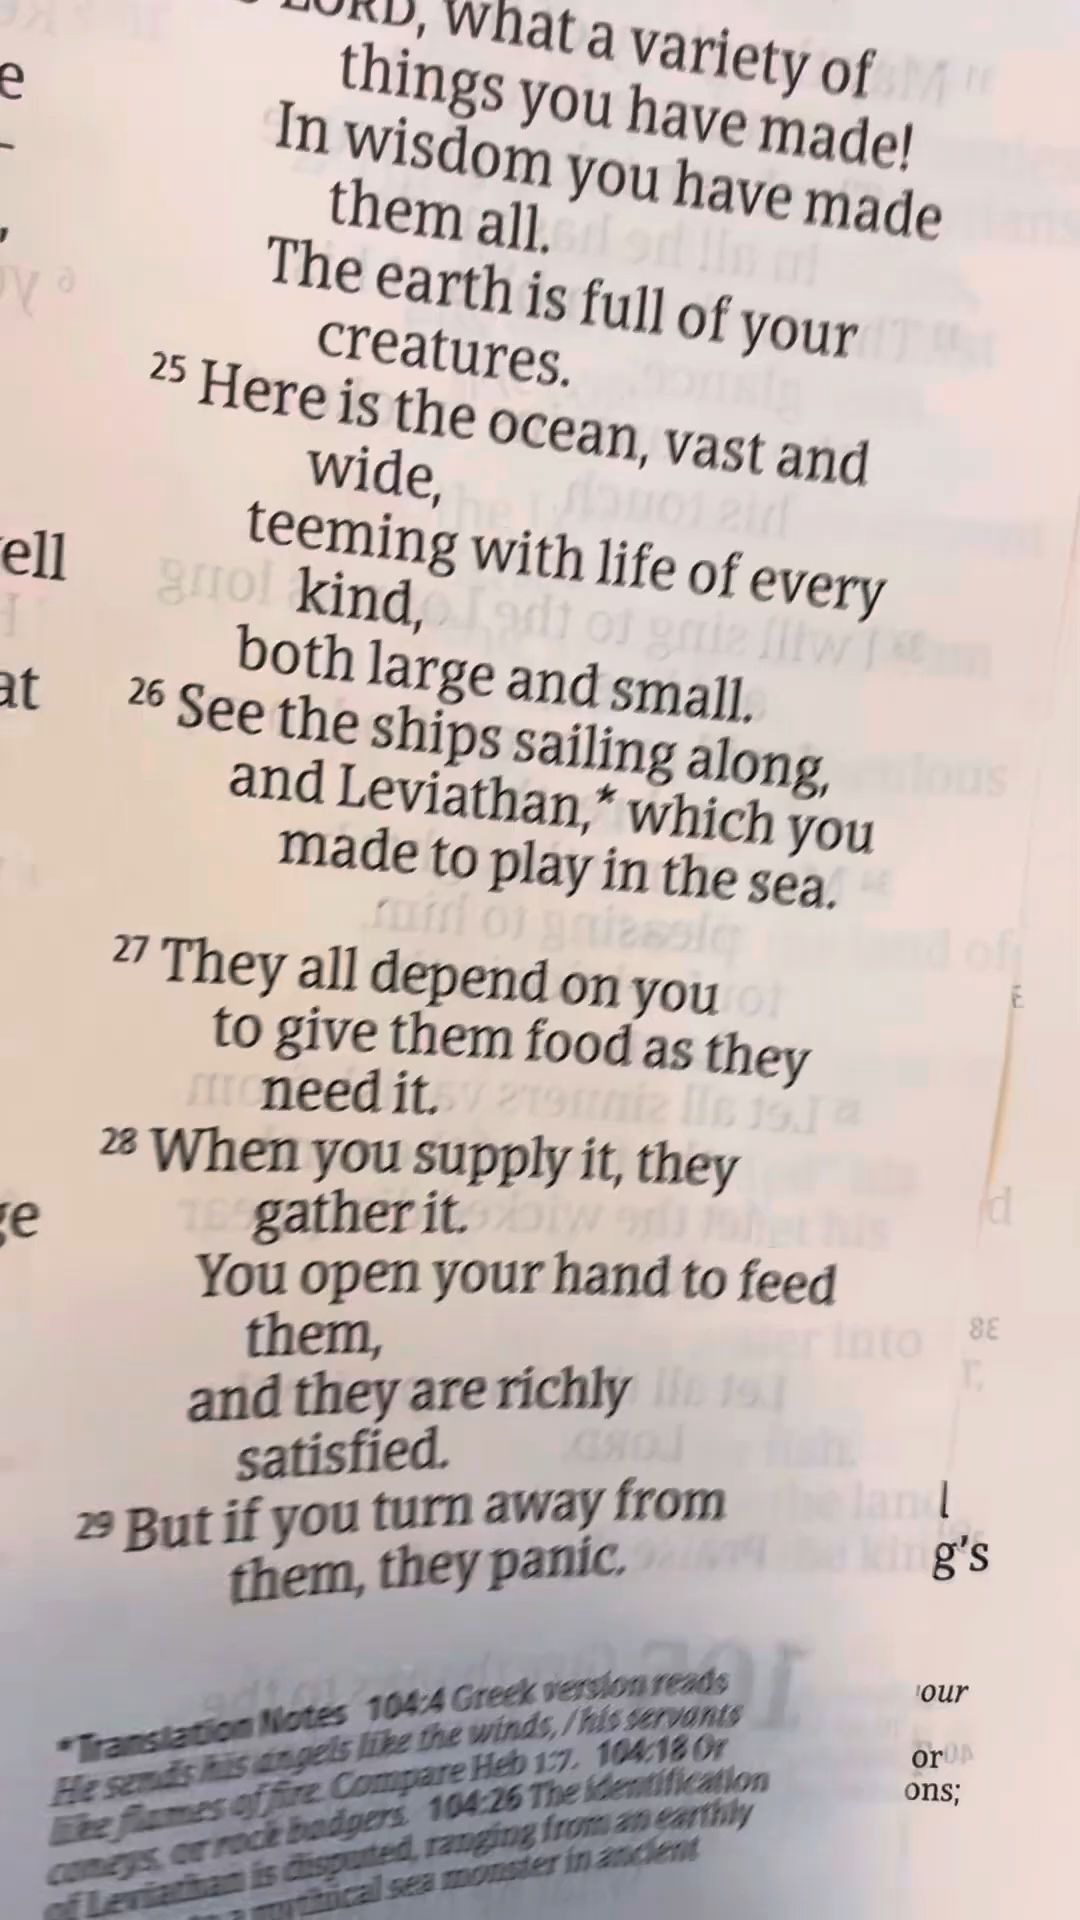 LORD, what a variety of
things you have made!
In wisdom you have made
them all.
The earth is full of your
creatures.
25 Here is the ocean, vast and
wide,
teeming with life of every
kind,
both large and small.
26 See the ships sailing along,
and Leviathan,* which you
made to play in the sea.
27 They all depend on you
to give them food as they
need it.
28 When you supply it, they
gather it.
You open your hand to feed
them,
and they are richly
satisfied.
29 But if you turn away from
them, they panic.
*Translation Notes 104:4 Greek version reads
He sends his angels like the winds, / his servants
like flames of fire. Compare Heb 1:7. 104:18 Or
coneys, or rock badgers. 104:26 The identification
of Leviathan is disputed, ranging from an earthly
a mythical sea monster in ancient